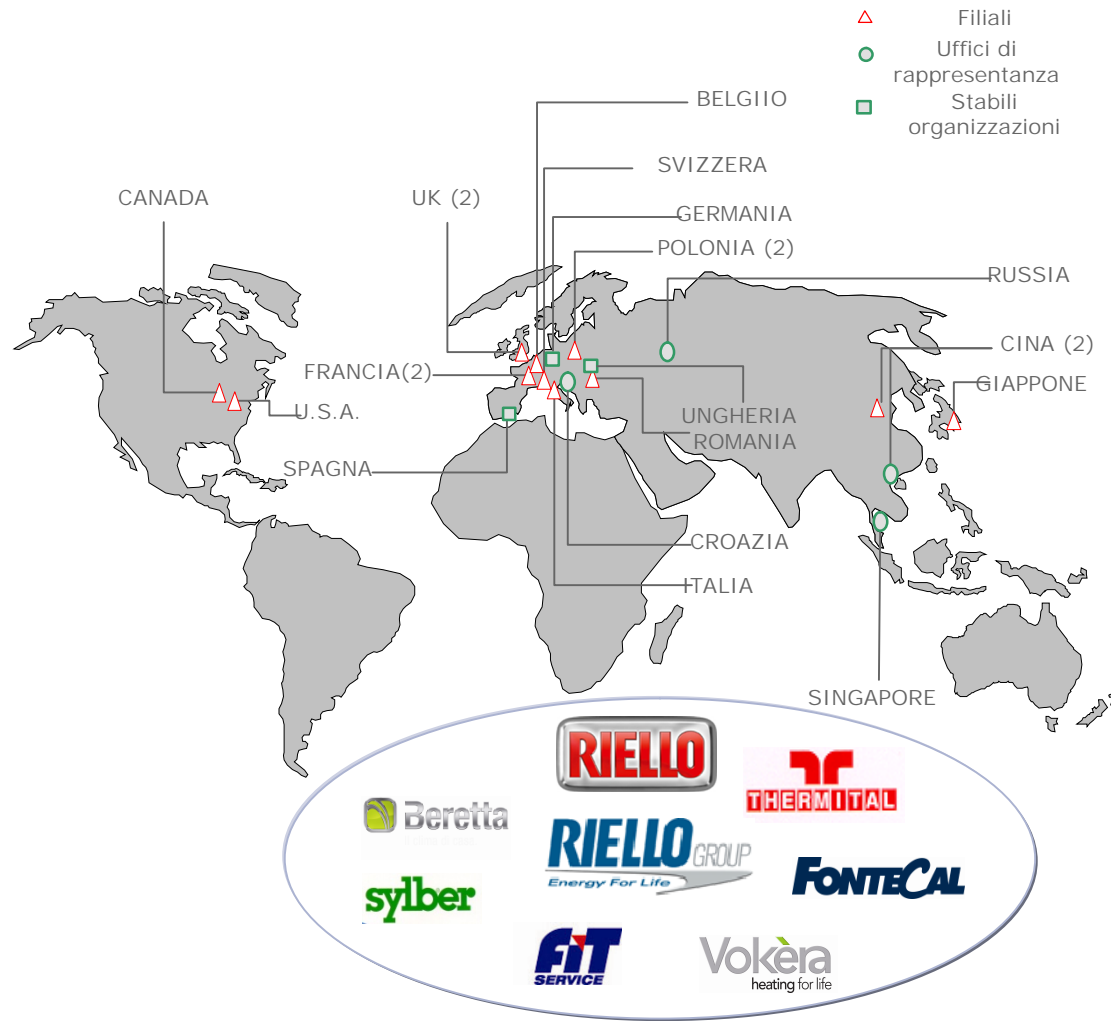 Filiali
Uffici di
rappresentanza
Stabili
organizzazioni
BELGIIO
SVIZZERA
CANADA
UK (2)
GERMANIA
POLONIA (2)
RUSSIA
CINA (2)
FRANCIA(2)
GIAPPONE
U.S.A.
UNGHERIA
ROMANIA
SPAGNA
CROAZIA
ITALIA
SINGAPORE
RIELLO
THERMITAL
Beretta
RIELLO GROUP
Energy For Life
FONTECAL
sylber
FiT
SERVICE
Vokèra
heating for life